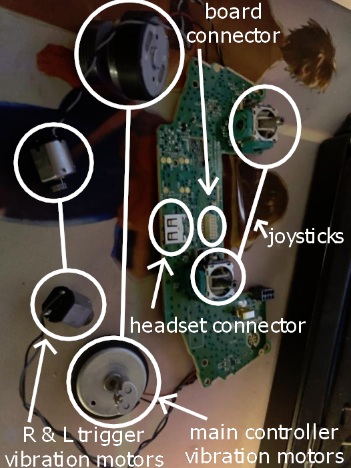 board
connector
joysticks
headset connector
R & L trigger
vibration motors
main controller
vibration motors